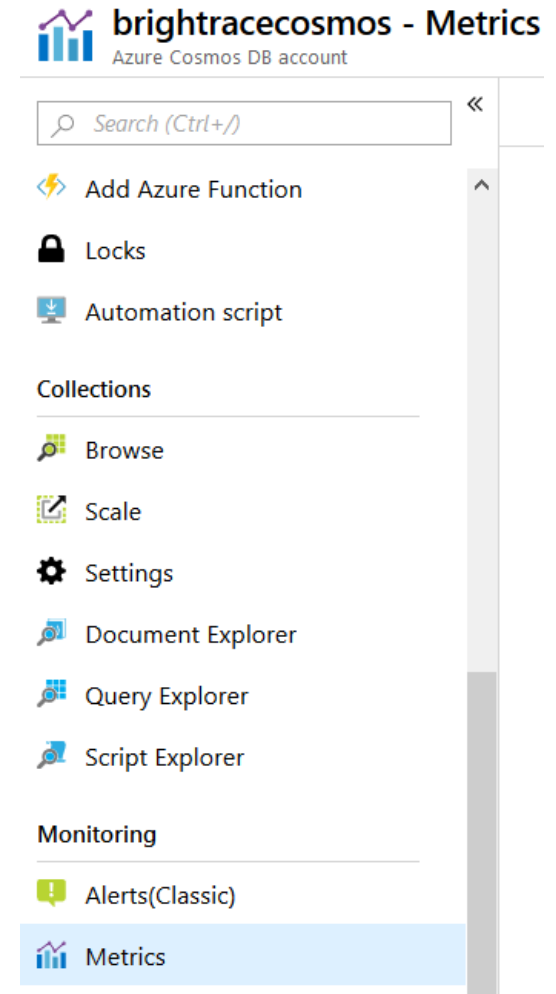 brightracecosmos - Metrics
Azure Cosmos DB account
Search (Ctrl+/)
Add Azure Function
Locks
Automation script
Collections
Browse
Scale
Settings
Document Explorer
Query Explorer
Script Explorer
Monitoring
Alerts(Classic)
Metrics